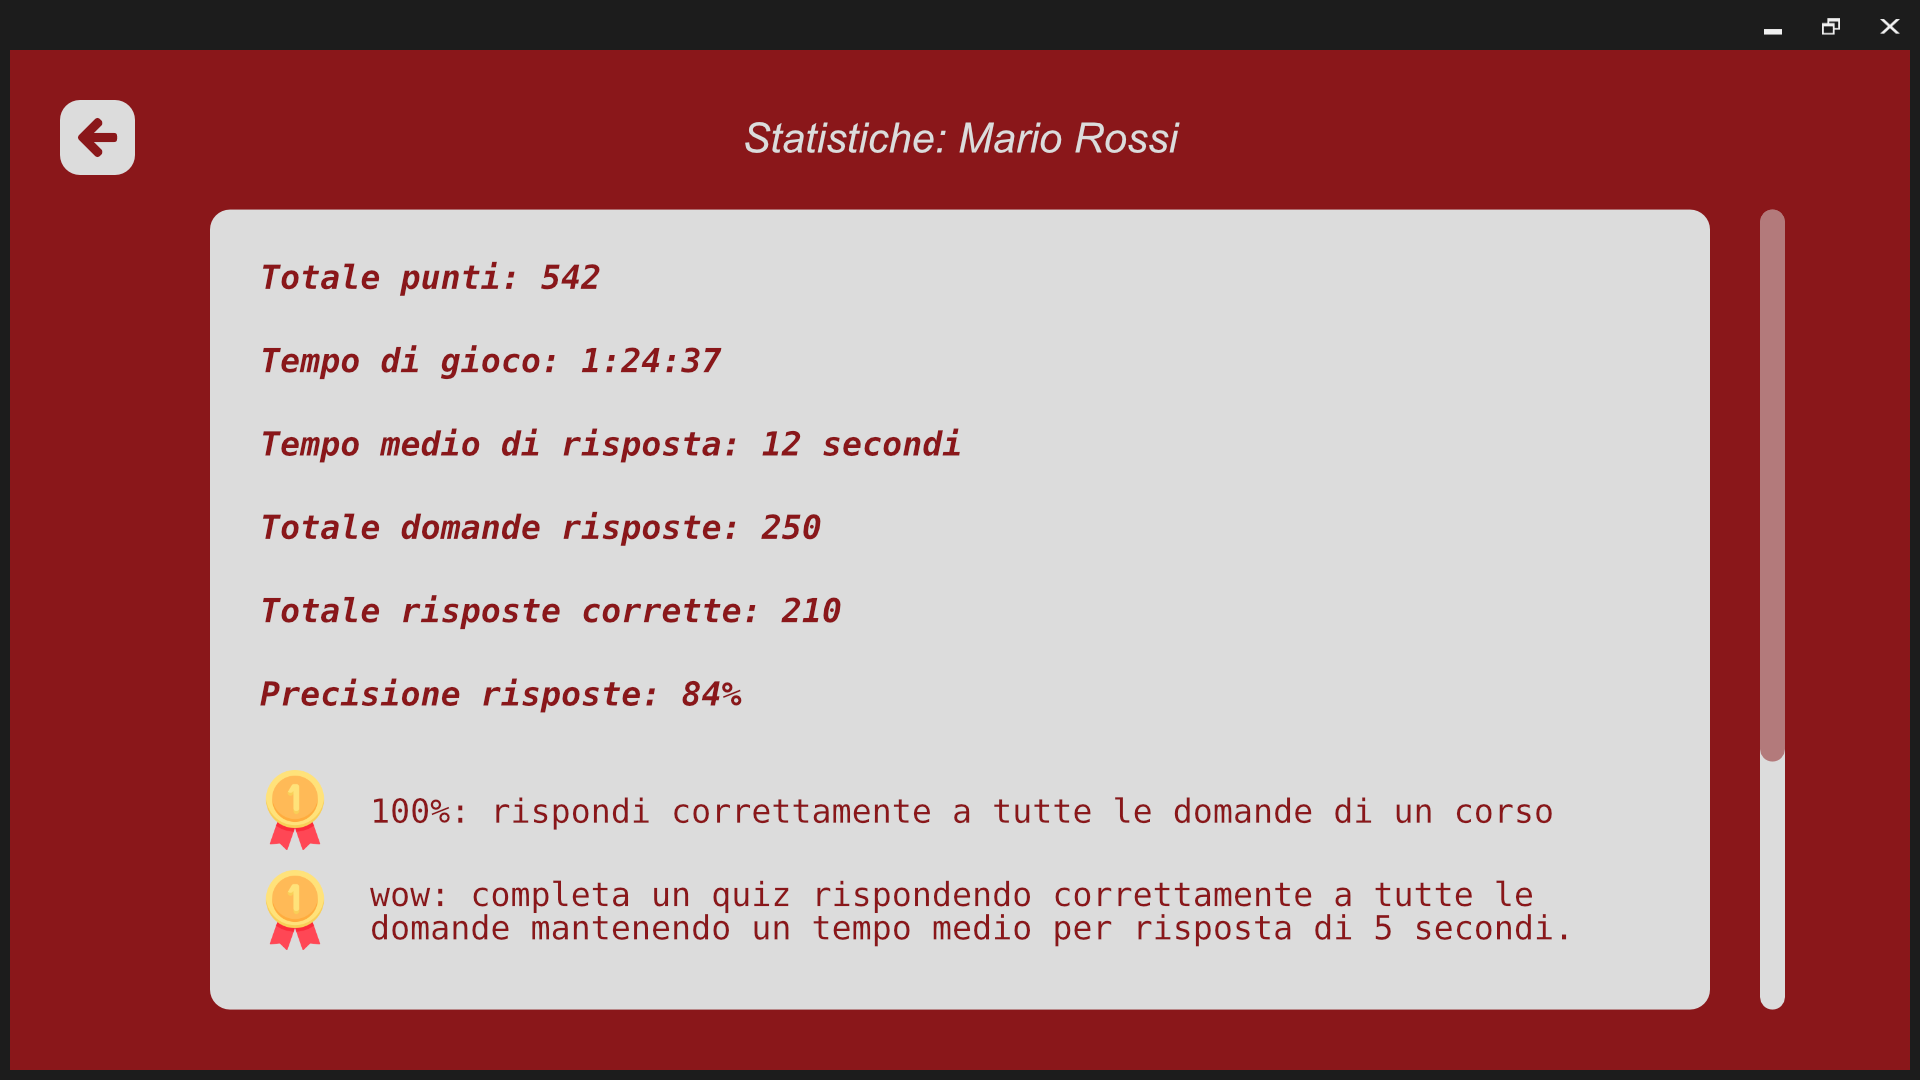 Statistiche: Mario Rossi
Totale punti: 542
Tempo di gioco: 1:24:37
Tempo medio di risposta: 12 secondi
Totale domande risposte: 250
Totale risposte corrette: 210
Precisione risposte: 84%
1
100%: rispondi correttamente a tutte le domande di un corso
1
wow: completa un quiz rispondendo correttamente a tutte le
domande mantenendo un tempo medio per risposta di 5 secondi.